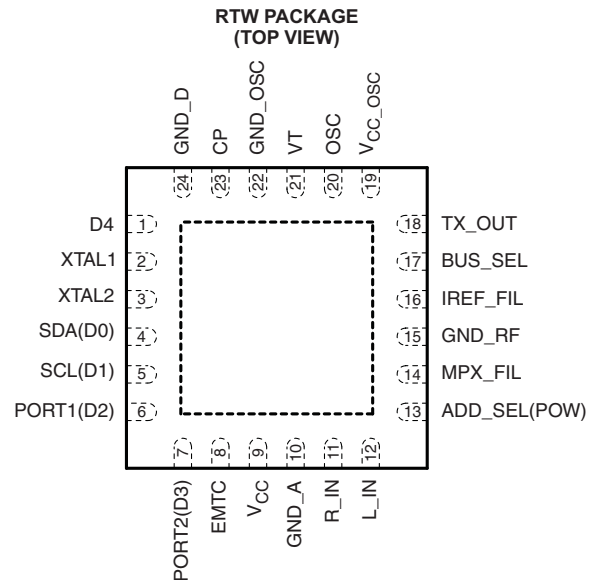 RTW PACKAGE
(TOP VIEW)
GND_D
CP
GND_OSC
VT
OSC
VCC_OSC
24
23
22
21
20
19
D4 1
XTAL1 2
XTAL2 3
SDA(D0) 4
SCL(D1) 5
PORT1(D2) 6
18 TX_OUT
17 BUS_SEL
16 IREF_FIL
15 GND_RF
14 MPX_FIL
13 ADD_SEL(POW)
7
8
9
10
11
12
PORT2(D3)
EMTC
VCC
GND_A
R_IN
L_IN